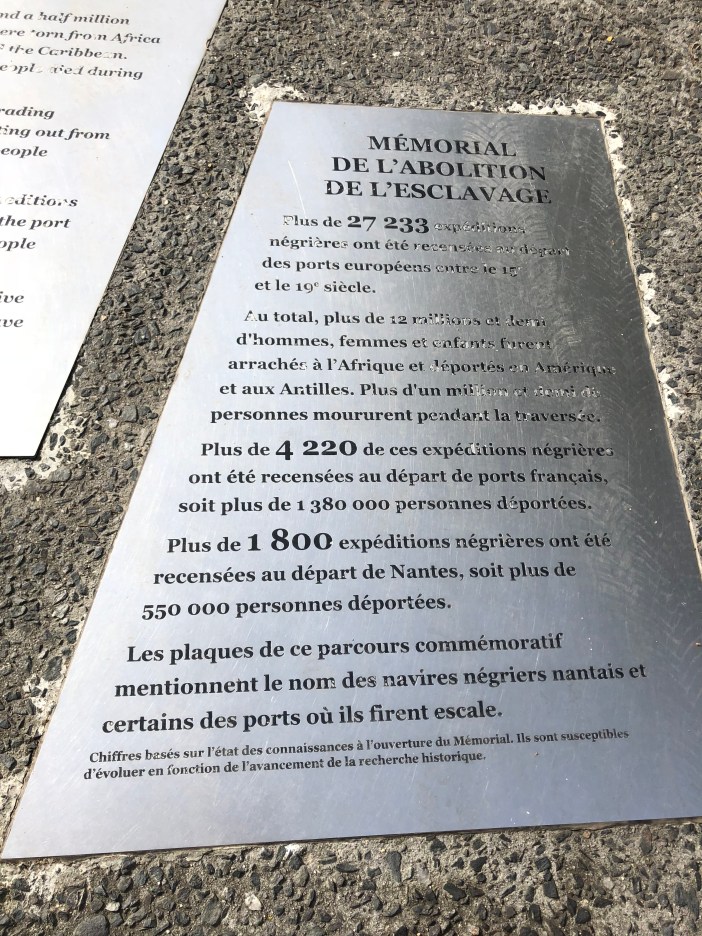 nd a half million
ere torn from Africa
f the Caribbean.
died during
rading
ting out from
eople
editions
the port
ople
ive
ave
MÉMORIAL
DE L'ABOLITION
DE L'ESCLAVAGE
Plus de 27 233 expéditions
négrières ont été recensées au départ
des ports européens entre le 15e
et le 19e siècle.
Au total, plus de 12 millions et demi
d'hommes, femmes et enfants furent
arrachés à l'Afrique et déportés en Amérique
et aux Antilles. Plus d'un million et demi de
personnes moururent pendant la traversée.
Plus de 4 220 de ces expéditions négrières
ont été recensées au départ de ports français,
soit plus de 1 380 000 personnes déportées.
Plus de 1 800 expéditions négrières ont été
recensées au départ de Nantes, soit plus de
550 000 personnes déportées.
Les plaques de ce parcours commémoratif
mentionnent le nom des navires négriers nantais et
certains des ports où ils firent escale.
Chiffres basés sur l'état des connaissances à l'ouverture du Mémorial. Ils sont susceptibles
d'évoluer en fonction de l'avancement de la recherche historique.